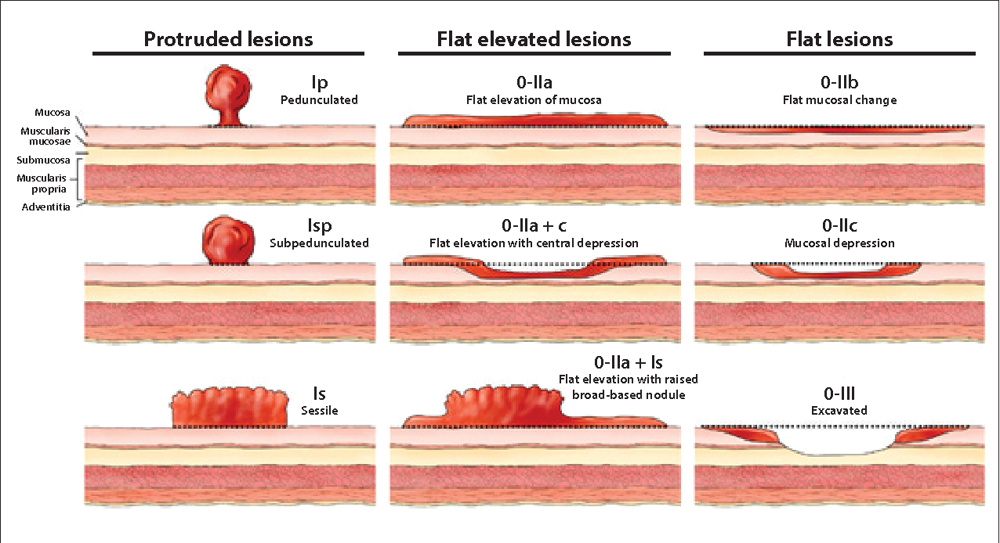 Protruded lesions
Flat elevated lesions
Flat lesions
Ip
Pedunculated
0-IIa
Flat elevation of mucosa
0-IIb
Flat mucosal change
Mucosa
Muscularis
mucosae
Submucosa
Muscularis
propria
Adventitia
Isp
Subpedunculated
0-IIa + c
Flat elevation with central depression
0-IIc
Mucosal depression
Is
Sessile
0-IIa + Is
Flat elevation with raised
broad-based nodule
0-III
Excavated